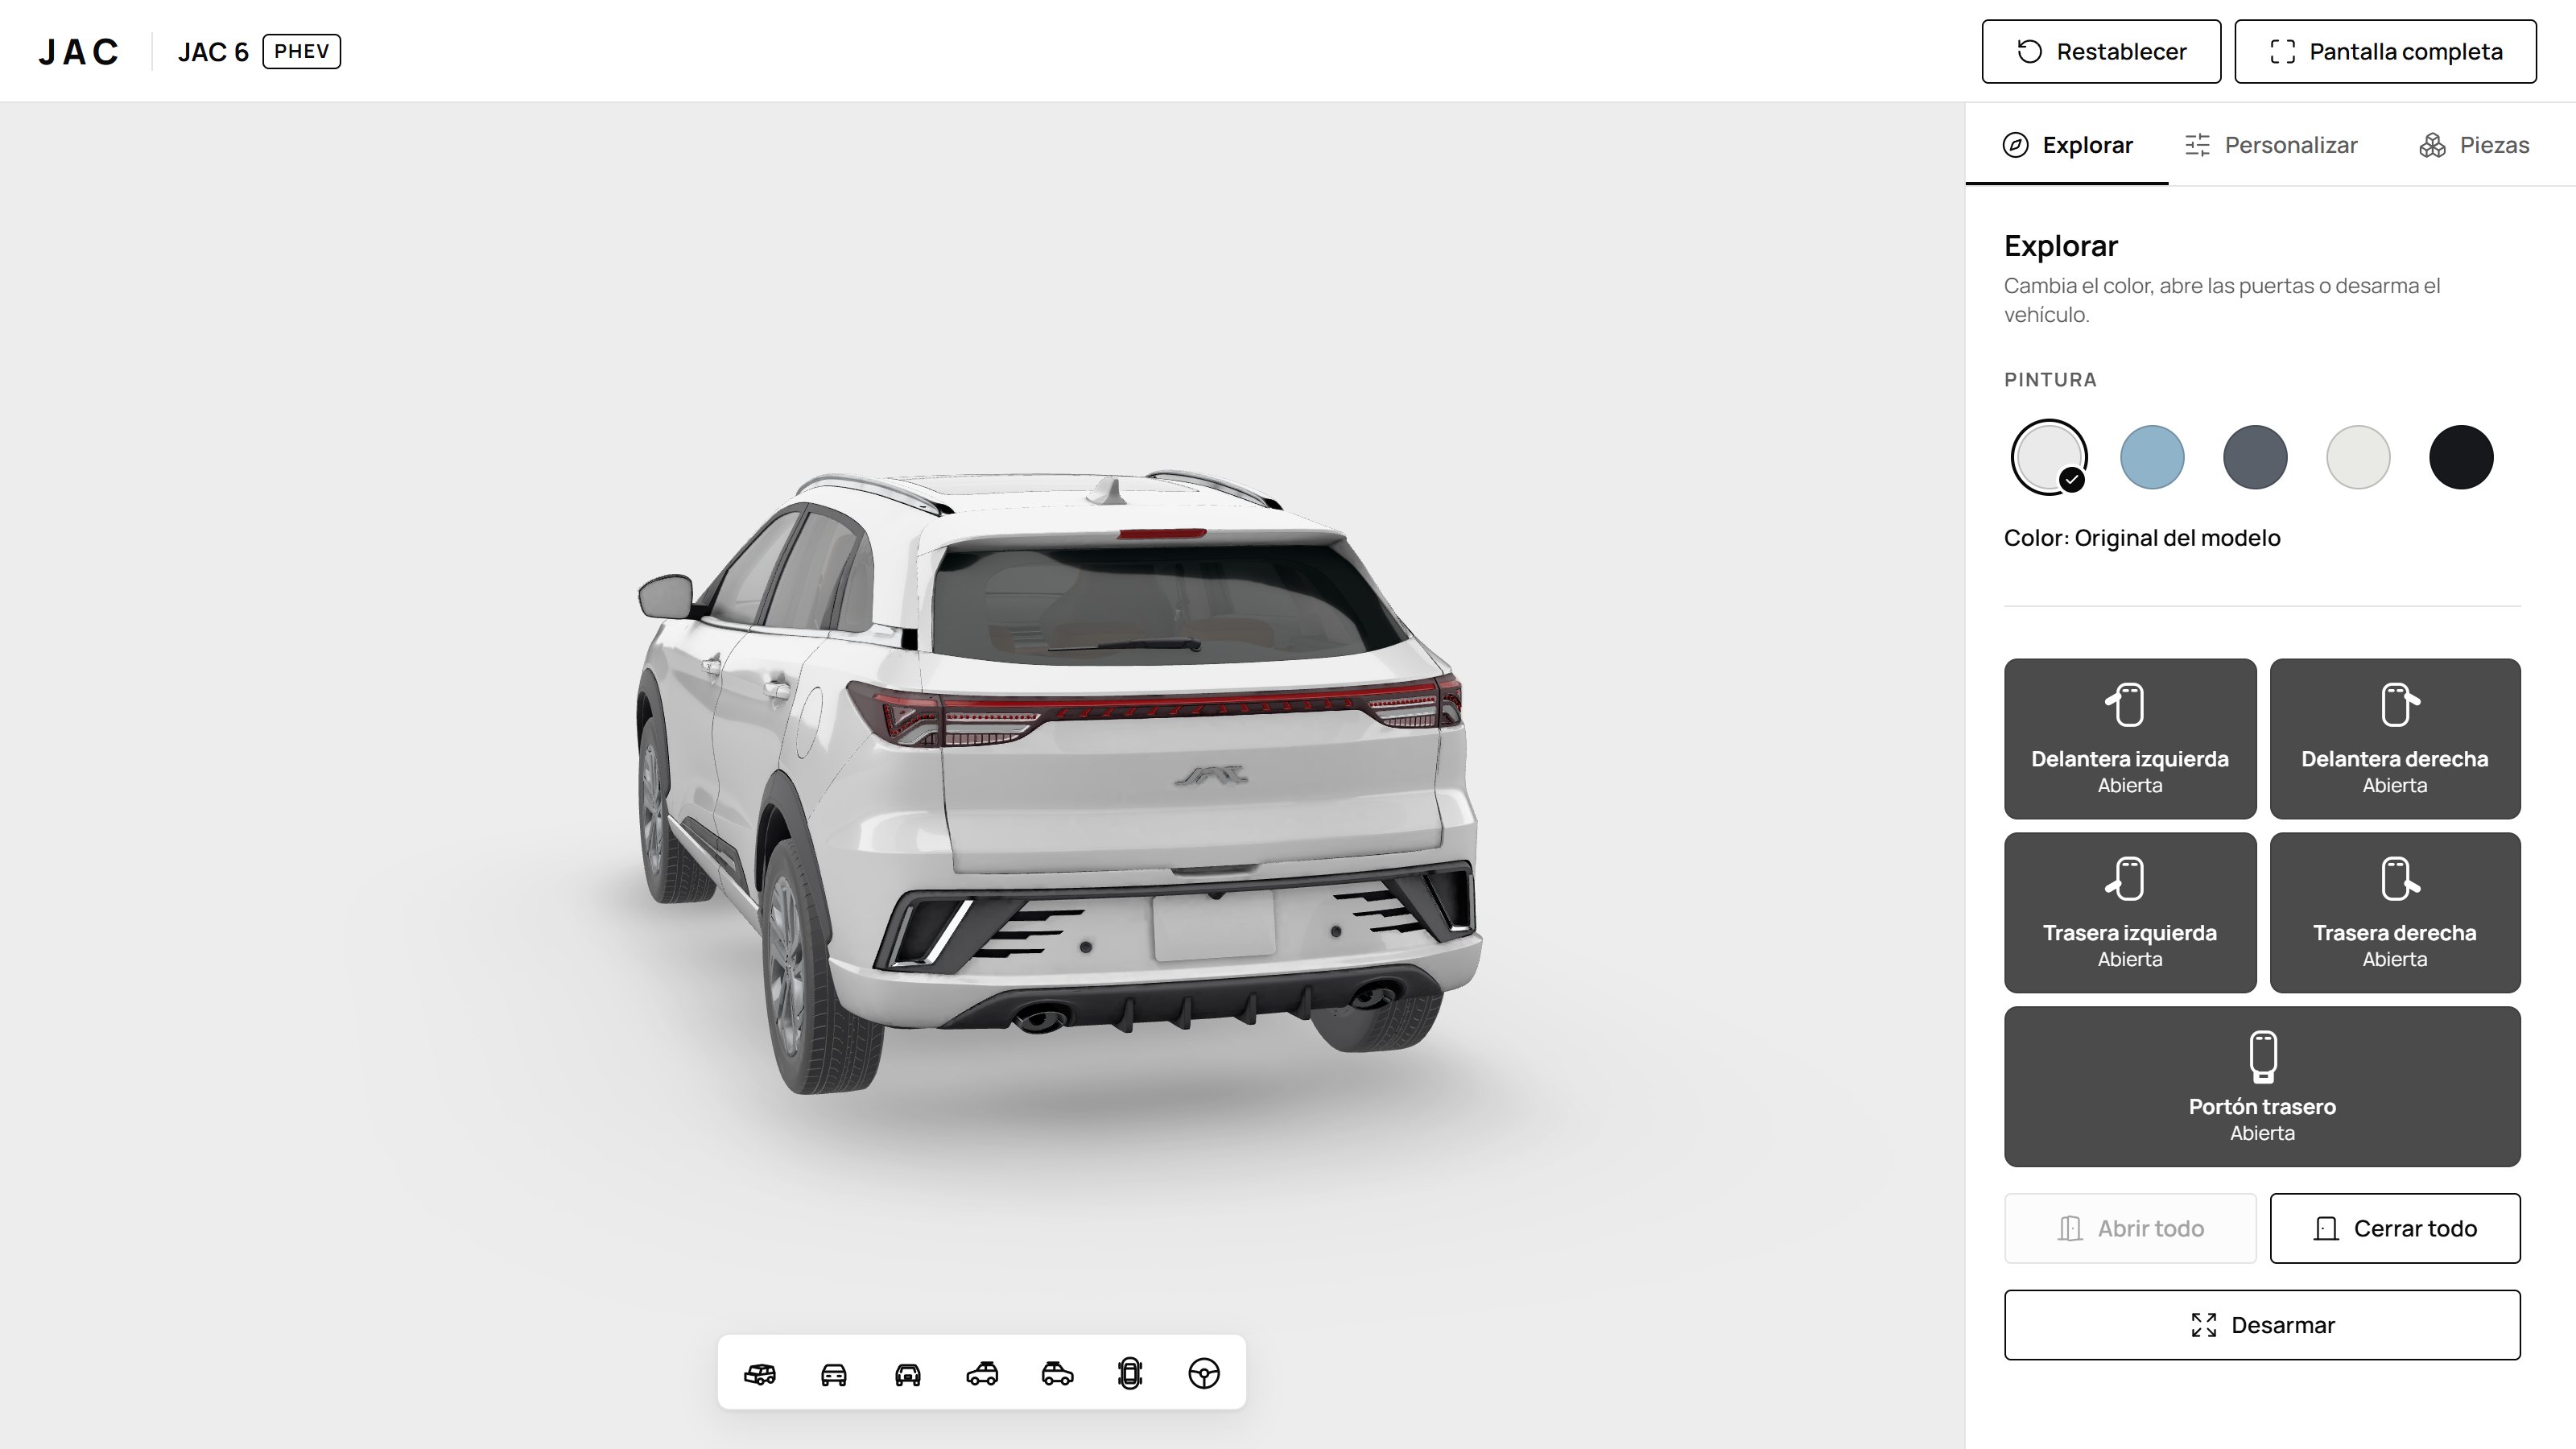 JAC
JAC 6
PHEV
Restablecer
Pantalla completa
Explorar
Personalizar
Piezas
Explorar
Cambia el color, abre las puertas o desarma el
vehículo.
PINTURA
Color: Original del modelo
Delantera izquierda
Abierta
Delantera derecha
Abierta
Trasera izquierda
Abierta
Trasera derecha
Abierta
Portón trasero
Abierta
Abrir todo
Cerrar todo
Desarmar
JAC